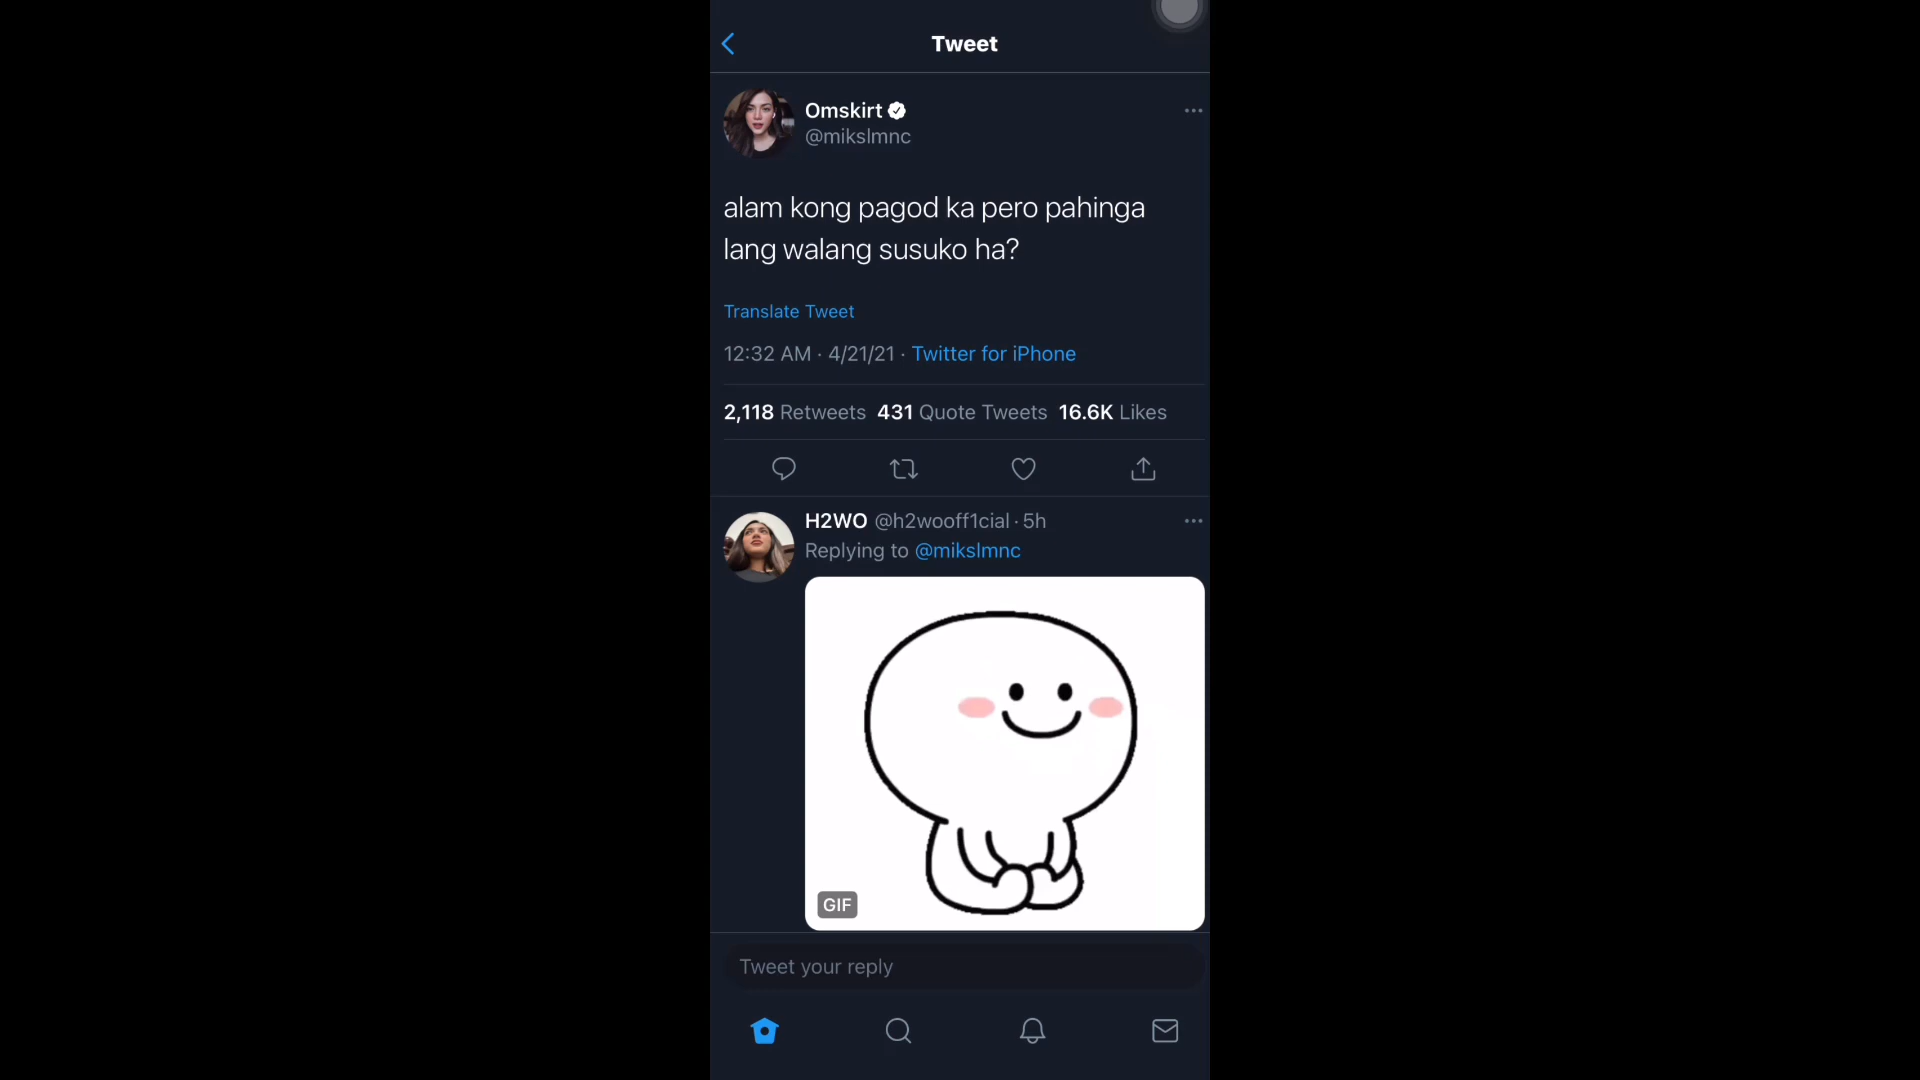 Tweet
Omskirt
@mikslmnc
alam kong pagod ka pero pahinga
lang walang susuko ha?
Translate Tweet
12:32 AM · 4/21/21 · Twitter for iPhone
2,118 Retweets 431 Quote Tweets 16.6K Likes
H2WO @h2wooff1cial · 5h
Replying to @mikslmnc
GIF
Tweet your reply